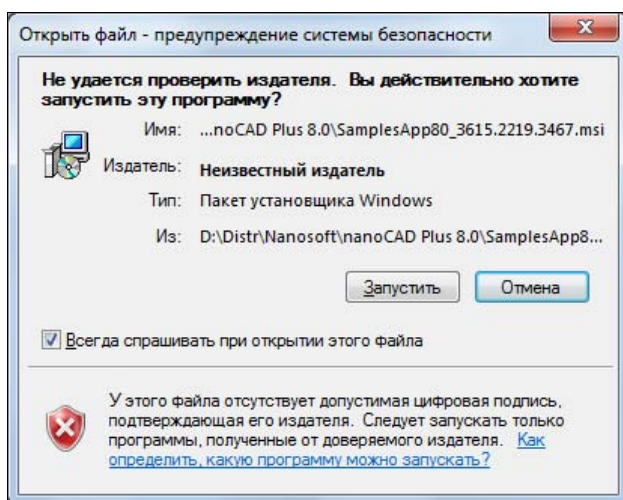 Открыть файл - предупреждение системы безопасности
Не удается проверить издателя. Вы действительно хотите
запустить эту программу?
Имя: ...noCAD Plus 8.0\SamplesApp80_3615.2219.3467.msi
Издатель: Неизвестный издатель
Тип: Пакет установщика Windows
Из: D:\Distr\Nanosoft\nanoCAD Plus 8.0\SamplesApp8...
Запустить Отмена
Всегда спрашивать при открытии этого файла
У этого файла отсутствует допустимая цифровая подпись,
подтверждающая его издателя. Следует запускать только
программы, полученные от доверяемого издателя. Как
определить, какую программу можно запускать?